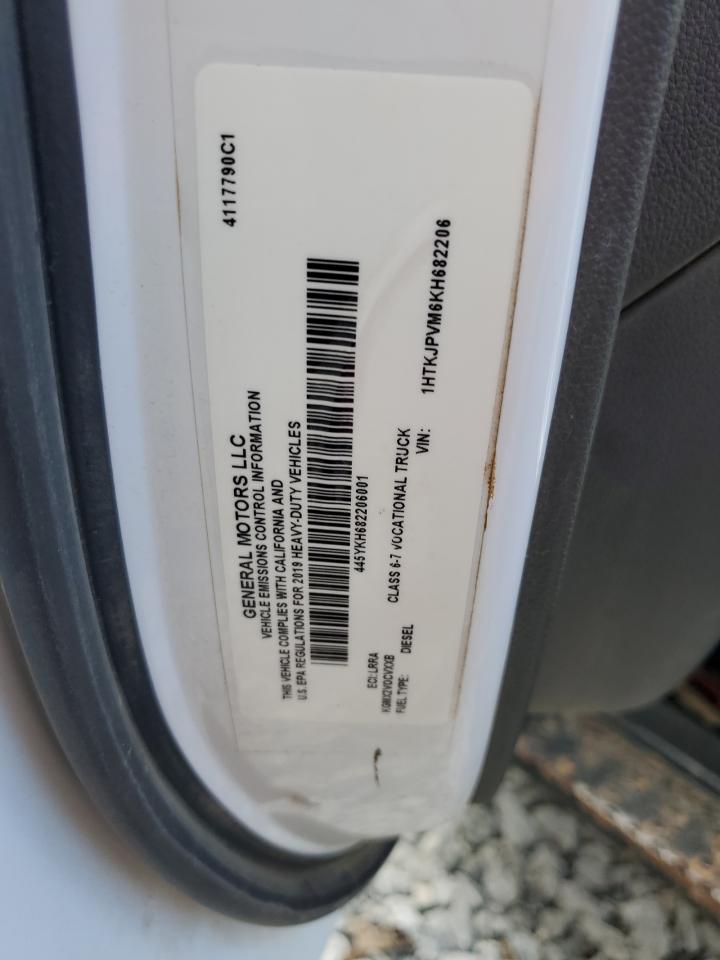 4117790C1
GENERAL MOTORS LLC
VEHICLE EMISSIONS CONTROL INFORMATION
THIS VEHICLE COMPLIES WITH CALIFORNIA AND
U.S. EPA REGULATIONS FOR 2019 HEAVY-DUTY VEHICLES
445YKH682206001
ECI: LRRA
KGMX2VOCVXXB CLASS 6-7 VOCATIONAL TRUCK
FUEL TYPE: DIESEL VIN: 1HTKJPVM6KH682206